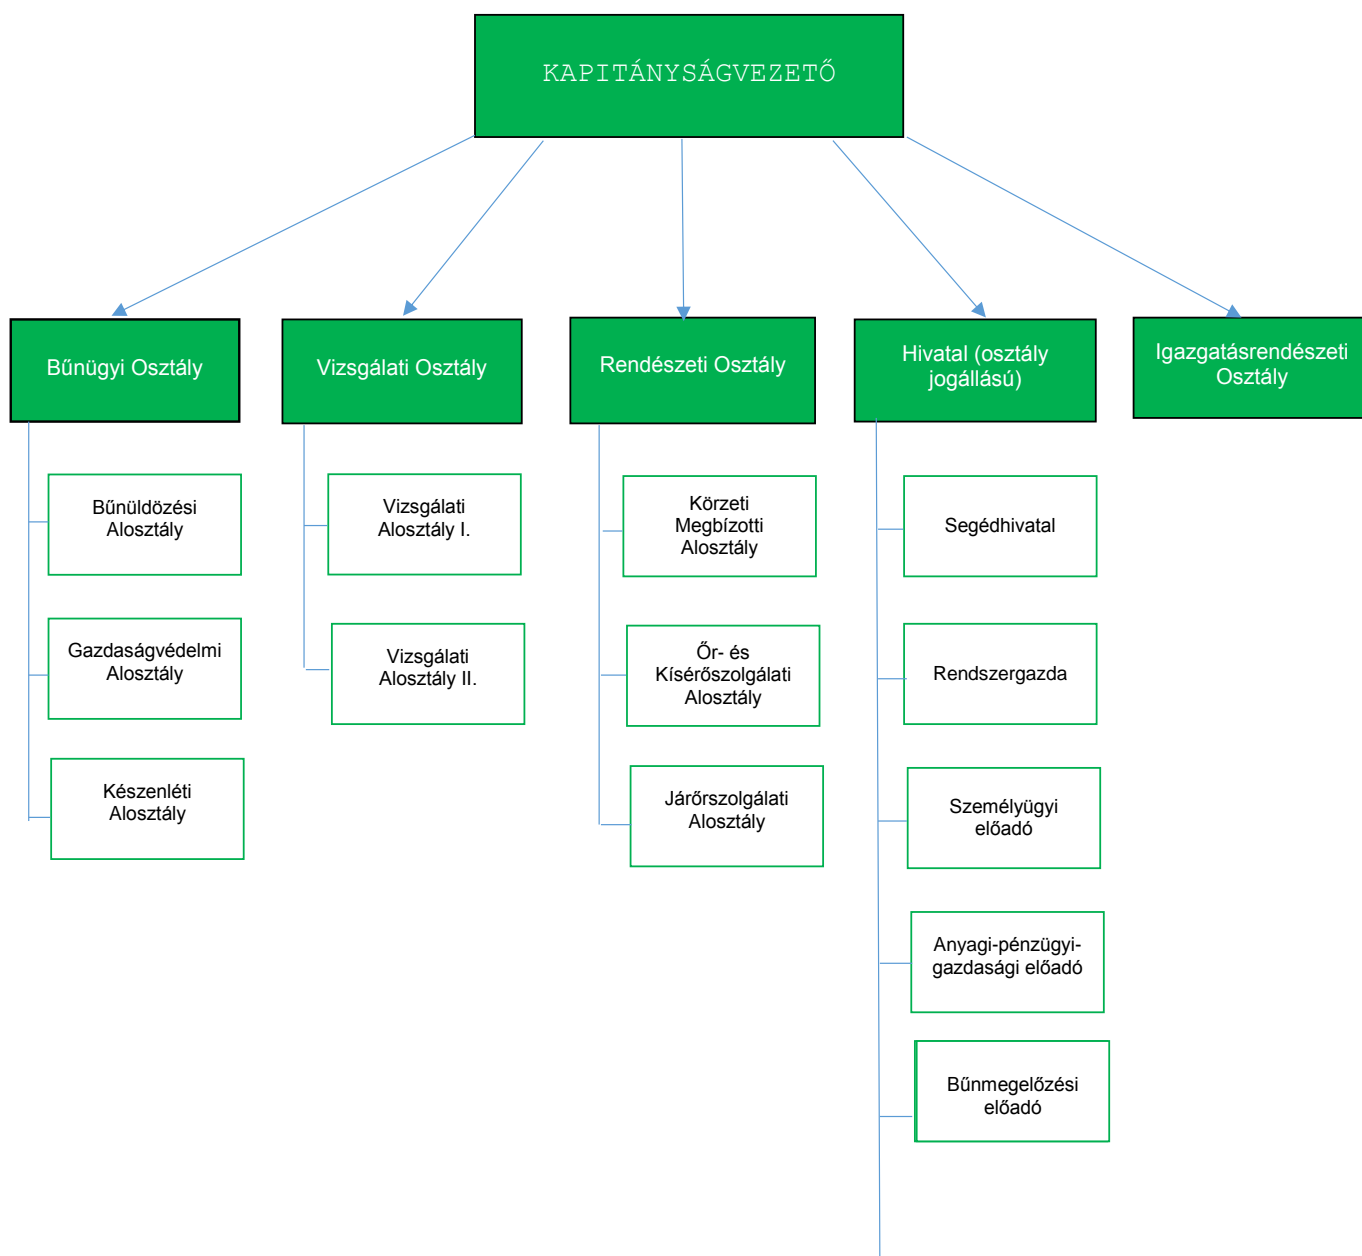 KAPITÁNYSÁGVEZETŐ
Bűnügyi Osztály
Vizsgálati Osztály
Rendészeti Osztály
Hivatal (osztály
jogállású)
Igazgatásrendészeti
Osztály
Bűnüldözési
Alosztály
Gazdaságvédelmi
Alosztály
Készenléti
Alosztály
Vizsgálati
Alosztály I.
Vizsgálati
Alosztály II.
Körzeti
Megbízotti
Alosztály
Őr- és
Kísérőszolgálati
Alosztály
Járőrszolgálati
Alosztály
Segédhivatal
Rendszergazda
Személyügyi
előadó
Anyagi-pénzügyi-
gazdasági előadó
Bűnmegelőzési
előadó